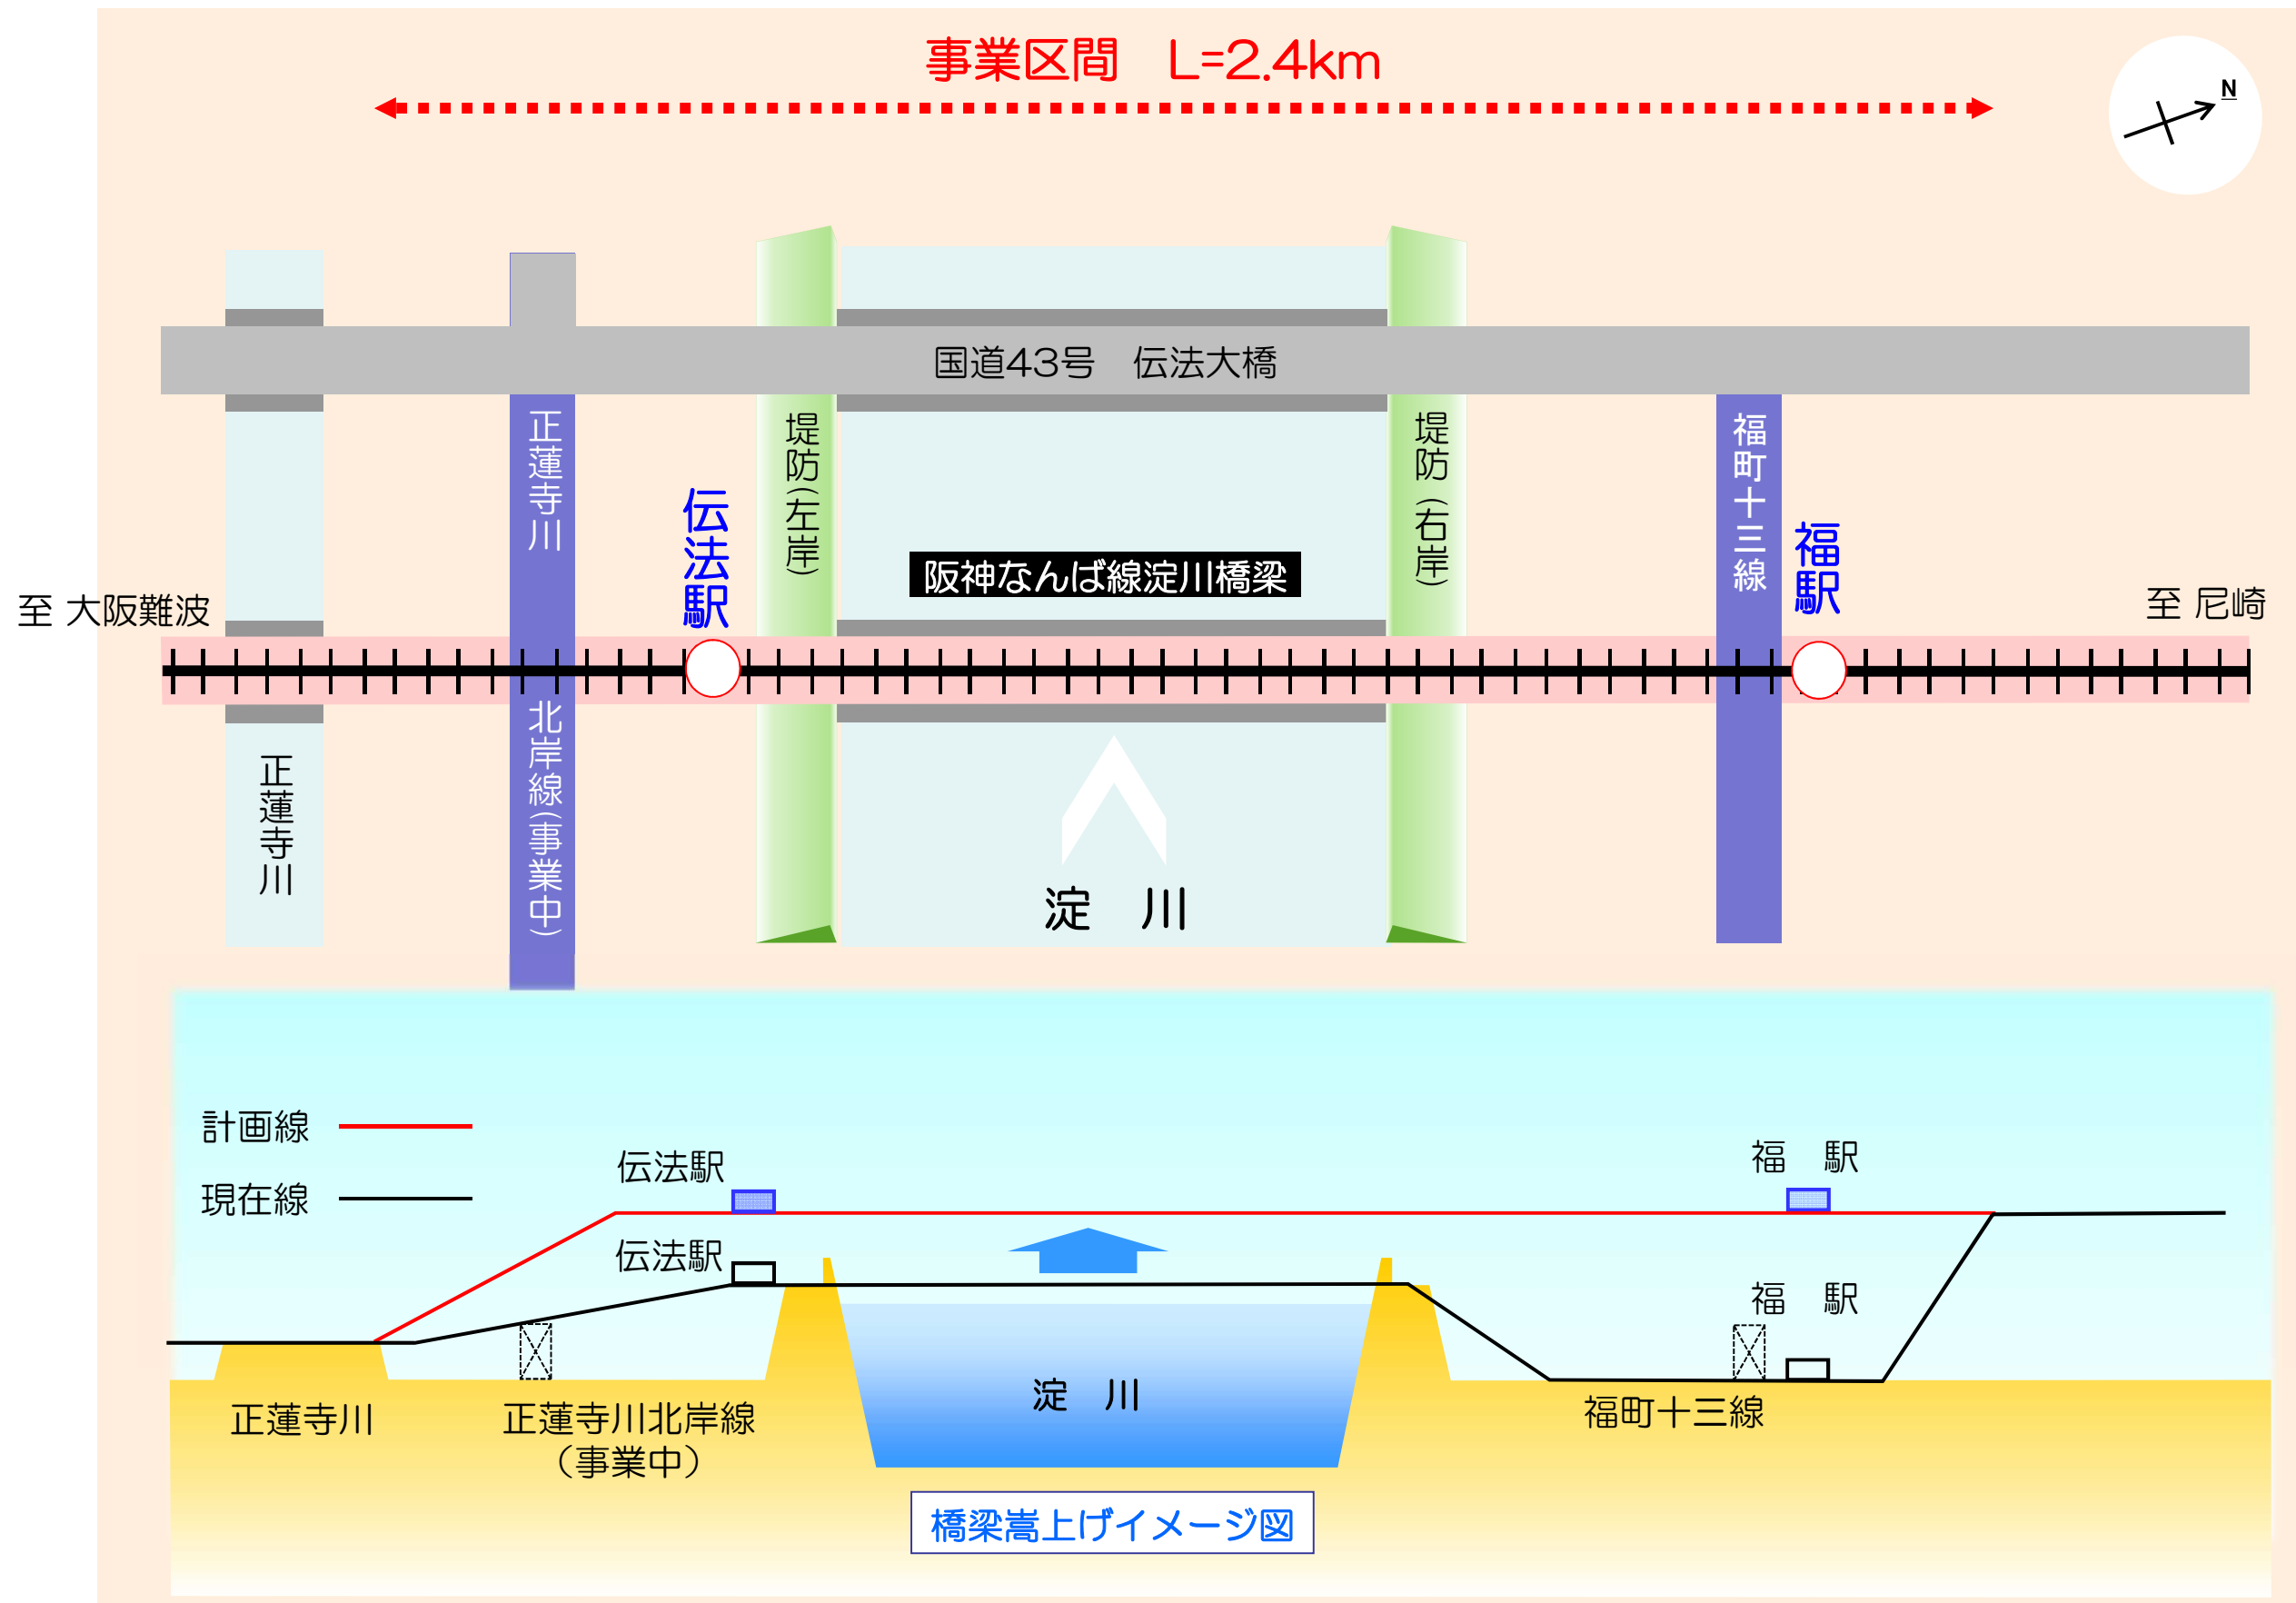 事業区間　L=2.4km
N
国道43号　伝法大橋
正蓮寺川
北岸線(事業中)
伝法駅
堤防(左岸)
堤防(右岸)
福町十三線
福駅
阪神なんば線淀川橋梁
至 大阪難波
至 尼崎
正蓮寺川
淀　川
計画線
現在線
伝法駅
福　駅
伝法駅
福　駅
淀　川
正蓮寺川
正蓮寺川北岸線
(事業中)
福町十三線
橋梁嵩上げイメージ図